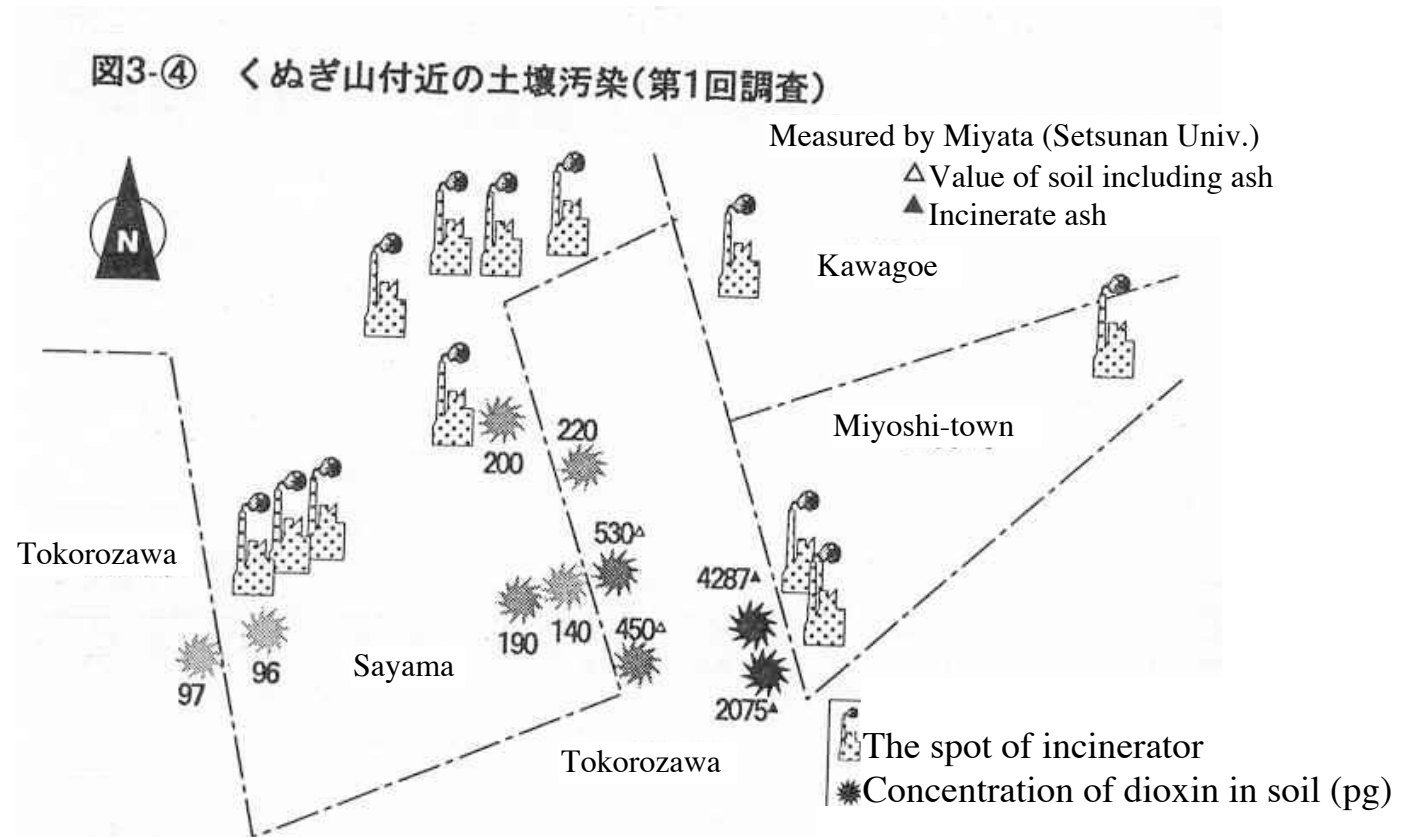 図3-④ くぬぎ山付近の土壌汚染(第1回調査)
Measured by Miyata (Setsunan Univ.)
△Value of soil including ash
▲Incinerate ash
N
Kawagoe
Miyoshi-town
220
200
530△
Tokorozawa
4287▲
190
140
450△
Sayama
96
97
2075▲
Tokorozawa
The spot of incinerator
Concentration of dioxin in soil (pg)